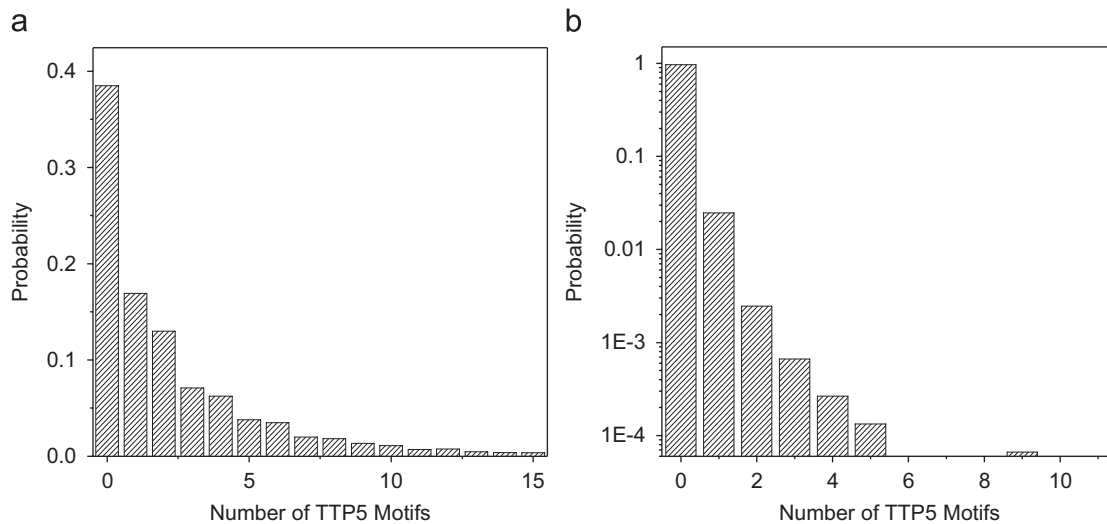 a
0.4
0.3
0.2
0.1
0.0
Probability
0 5 10 15
Number of TTP5 Motifs
b
1
0.1
0.01
1E-3
1E-4
Probability
0 2 4 6 8 10
Number of TTP5 Motifs